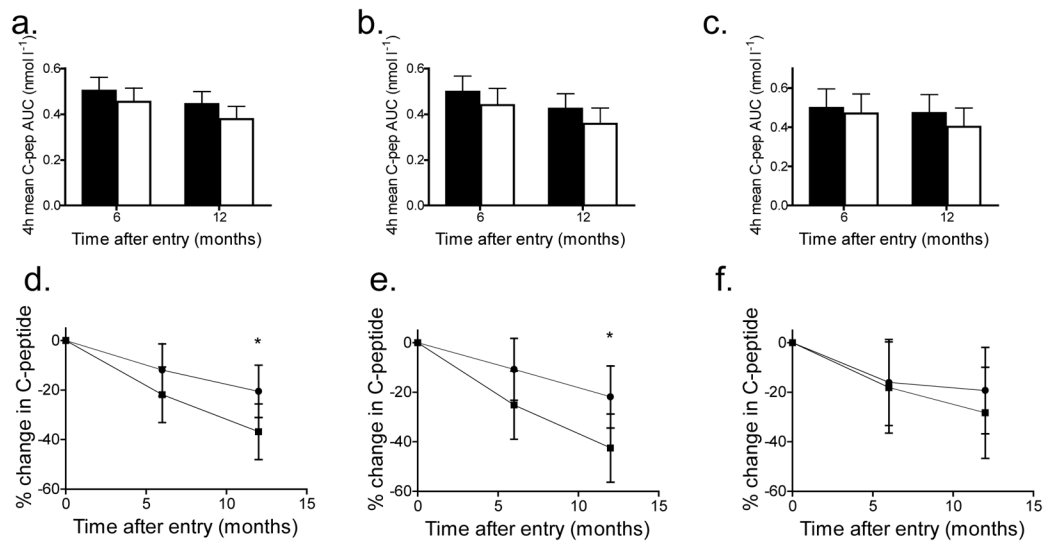 a.
4h mean C-pep AUC (nmol l⁻¹)
0.6
0.4
0.2
0.0
6
12
Time after entry (months)
b.
4h mean C-pep AUC (nmol l⁻¹)
0.6
0.4
0.2
0.0
6
12
Time after entry (months)
c.
4h mean C-pep AUC (nmol l⁻¹)
0.6
0.4
0.2
0.0
6
12
Time after entry (months)
d.
% change in C-peptide
0
-20
-40
-60
*
0
5
10
15
Time after entry (months)
e.
% change in C-peptide
0
-20
-40
-60
*
0
5
10
15
Time after entry (months)
f.
% change in C-peptide
0
-20
-40
-60
0
5
10
15
Time after entry (months)